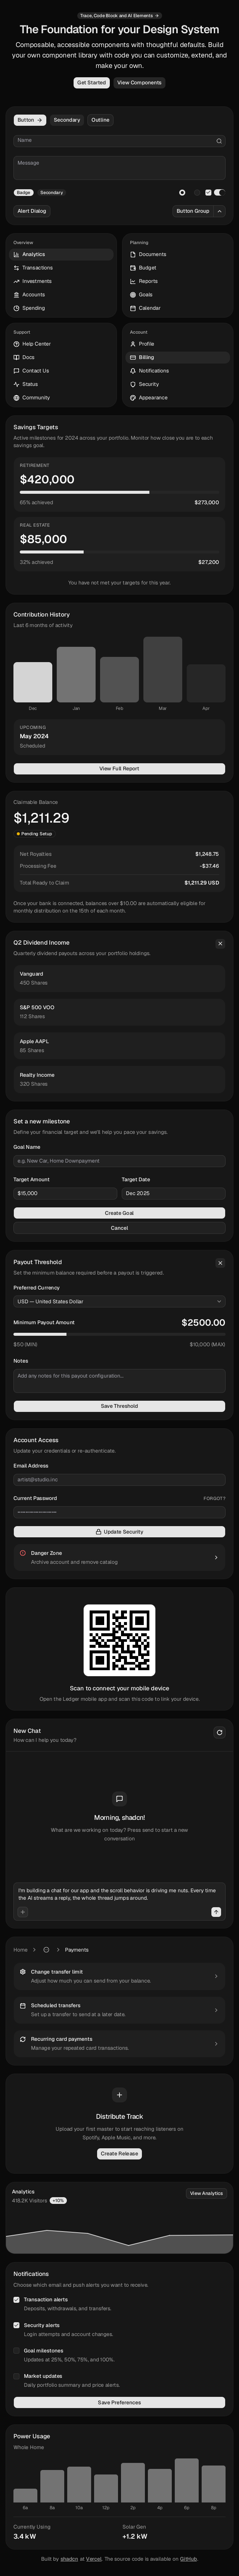 Trace, Code Block and AI Elements →
The Foundation for your Design System
Composable, accessible components with thoughtful defaults. Build
your own component library with code you can customize, extend, and
make your own.
Get Started
View Components
Button →
Secondary
Outline
Name
Message
Badge
Secondary
Alert Dialog
Button Group
Overview
Analytics
Transactions
Investments
Accounts
Spending
Planning
Documents
Budget
Reports
Goals
Calendar
Support
Help Center
Docs
Contact Us
Status
Community
Account
Profile
Billing
Notifications
Security
Appearance
Savings Targets
Active milestones for 2024 across your portfolio. Monitor how close you are to each
savings goal.
RETIREMENT
$420,000
65% achieved
$273,000
REAL ESTATE
$85,000
32% achieved
$27,200
You have not met your targets for this year.
Contribution History
Last 6 months of activity
Dec
Jan
Feb
Mar
Apr
UPCOMING
May 2024
Scheduled
View Full Report
Claimable Balance
$1,211.29
Pending Setup
Net Royalties
$1,248.75
Processing Fee
-$37.46
Total Ready to Claim
$1,211.29 USD
Once your bank is connected, balances over $10.00 are automatically eligible for
monthly distribution on the 15th of each month.
Q2 Dividend Income
Quarterly dividend payouts across your portfolio holdings.
Vanguard
450 Shares
S&P 500 VOO
112 Shares
Apple AAPL
85 Shares
Realty Income
320 Shares
Set a new milestone
Define your financial target and we'll help you pace your savings.
Goal Name
e.g. New Car, Home Downpayment
Target Amount
Target Date
$15,000
Dec 2025
Create Goal
Cancel
Payout Threshold
Set the minimum balance required before a payout is triggered.
Preferred Currency
USD — United States Dollar
Minimum Payout Amount
$2500.00
$50 (MIN)
$10,000 (MAX)
Notes
Add any notes for this payout configuration...
Save Threshold
Account Access
Update your credentials or re-authenticate.
Email Address
artist@studio.inc
Current Password
FORGOT?
Update Security
Danger Zone
Archive account and remove catalog
Scan to connect your mobile device
Open the Ledger mobile app and scan this code to link your device.
New Chat
How can I help you today?
Morning, shadcn!
What are we working on today? Press send to start a new
conversation
I'm building a chat for our app and the scroll behavior is driving me nuts. Every time
the AI streams a reply, the whole thread jumps around.
Home
Payments
Change transfer limit
Adjust how much you can send from your balance.
Scheduled transfers
Set up a transfer to send at a later date.
Recurring card payments
Manage your repeated card transactions.
Distribute Track
Upload your first master to start reaching listeners on
Spotify, Apple Music, and more.
Create Release
Analytics
418.2K Visitors
+10%
View Analytics
Notifications
Choose which email and push alerts you want to receive.
Transaction alerts
Deposits, withdrawals, and transfers.
Security alerts
Login attempts and account changes.
Goal milestones
Updates at 25%, 50%, 75%, and 100%.
Market updates
Daily portfolio summary and price alerts.
Save Preferences
Power Usage
Whole Home
6a
8a
10a
12p
2p
4p
6p
8p
Currently Using
3.4 kW
Solar Gen
+1.2 kW
Built by shadcn at Vercel. The source code is available on GitHub.